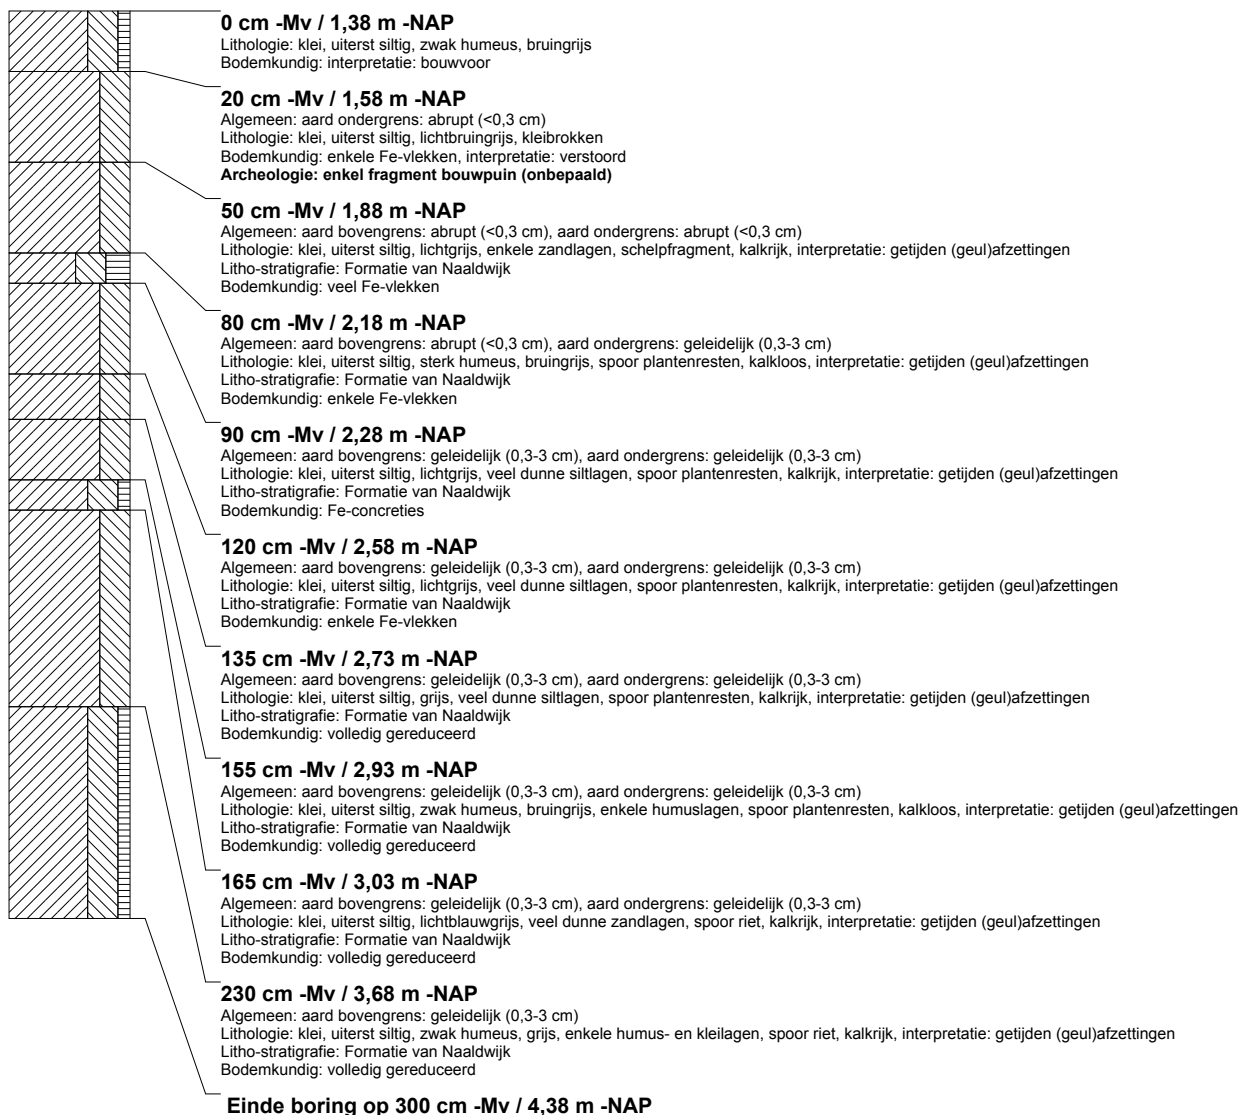 0 cm -Mv / 1,38 m -NAP
Lithologie: klei, uiterst siltig, zwak humeus, bruingrijs
Bodemkundig: interpretatie: bouwvoor
20 cm -Mv / 1,58 m -NAP
Algemeen: aard ondergrens: abrupt (<0,3 cm)
Lithologie: klei, uiterst siltig, lichtbruingrijs, kleibrokken
Bodemkundig: enkele Fe-vlekken, interpretatie: verstoord
Archeologie: enkel fragment bouwpuin (onbepaald)
50 cm -Mv / 1,88 m -NAP
Algemeen: aard bovengrens: abrupt (<0,3 cm), aard ondergrens: abrupt (<0,3 cm)
Lithologie: klei, uiterst siltig, lichtgrijs, enkele zandlagen, schelpfragment, kalkrijk, interpretatie: getijden (geul)afzettingen
Litho-stratigrafie: Formatie van Naaldwijk
Bodemkundig: veel Fe-vlekken
80 cm -Mv / 2,18 m -NAP
Algemeen: aard bovengrens: abrupt (<0,3 cm), aard ondergrens: geleidelijk (0,3-3 cm)
Lithologie: klei, uiterst siltig, sterk humeus, bruingrijs, spoor plantenresten, kalkloos, interpretatie: getijden (geul)afzettingen
Litho-stratigrafie: Formatie van Naaldwijk
Bodemkundig: enkele Fe-vlekken
90 cm -Mv / 2,28 m -NAP
Algemeen: aard bovengrens: geleidelijk (0,3-3 cm), aard ondergrens: geleidelijk (0,3-3 cm)
Lithologie: klei, uiterst siltig, lichtgrijs, veel dunne siltlagen, spoor plantenresten, kalkrijk, interpretatie: getijden (geul)afzettingen
Litho-stratigrafie: Formatie van Naaldwijk
Bodemkundig: Fe-concreties
120 cm -Mv / 2,58 m -NAP
Algemeen: aard bovengrens: geleidelijk (0,3-3 cm), aard ondergrens: geleidelijk (0,3-3 cm)
Lithologie: klei, uiterst siltig, lichtgrijs, veel dunne siltlagen, spoor plantenresten, kalkrijk, interpretatie: getijden (geul)afzettingen
Litho-stratigrafie: Formatie van Naaldwijk
Bodemkundig: enkele Fe-vlekken
135 cm -Mv / 2,73 m -NAP
Algemeen: aard bovengrens: geleidelijk (0,3-3 cm), aard ondergrens: geleidelijk (0,3-3 cm)
Lithologie: klei, uiterst siltig, grijs, veel dunne siltlagen, spoor plantenresten, kalkrijk, interpretatie: getijden (geul)afzettingen
Litho-stratigrafie: Formatie van Naaldwijk
Bodemkundig: volledig gereduceerd
155 cm -Mv / 2,93 m -NAP
Algemeen: aard bovengrens: geleidelijk (0,3-3 cm), aard ondergrens: geleidelijk (0,3-3 cm)
Lithologie: klei, uiterst siltig, zwak humeus, bruingrijs, enkele humuslagen, spoor plantenresten, kalkloos, interpretatie: getijden (geul)afzettingen
Litho-stratigrafie: Formatie van Naaldwijk
Bodemkundig: volledig gereduceerd
165 cm -Mv / 3,03 m -NAP
Algemeen: aard bovengrens: geleidelijk (0,3-3 cm), aard ondergrens: geleidelijk (0,3-3 cm)
Lithologie: klei, uiterst siltig, lichtblauwgrijs, veel dunne zandlagen, spoor riet, kalkrijk, interpretatie: getijden (geul)afzettingen
Litho-stratigrafie: Formatie van Naaldwijk
Bodemkundig: volledig gereduceerd
230 cm -Mv / 3,68 m -NAP
Algemeen: aard bovengrens: geleidelijk (0,3-3 cm)
Lithologie: klei, uiterst siltig, zwak humeus, grijs, enkele humus- en kleilagen, spoor riet, kalkrijk, interpretatie: getijden (geul)afzettingen
Litho-stratigrafie: Formatie van Naaldwijk
Bodemkundig: volledig gereduceerd
Einde boring op 300 cm -Mv / 4,38 m -NAP